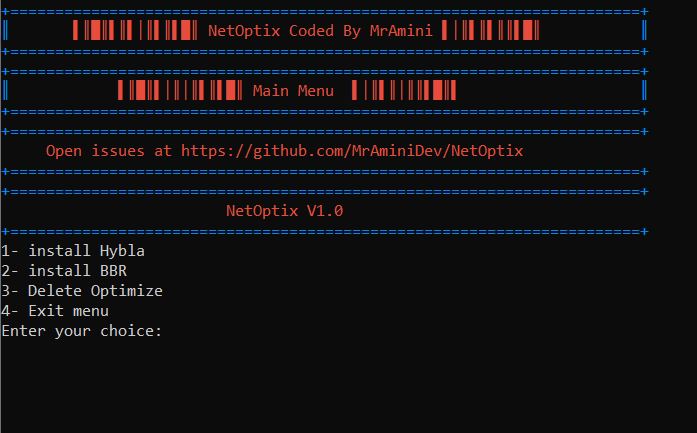 NetOptix Coded By MrAmini
Main Menu
Open issues at https://github.com/MrAminiDev/NetOptix
NetOptix V1.0
1- install Hybla
2- install BBR
3- Delete Optimize
4- Exit menu
Enter your choice: